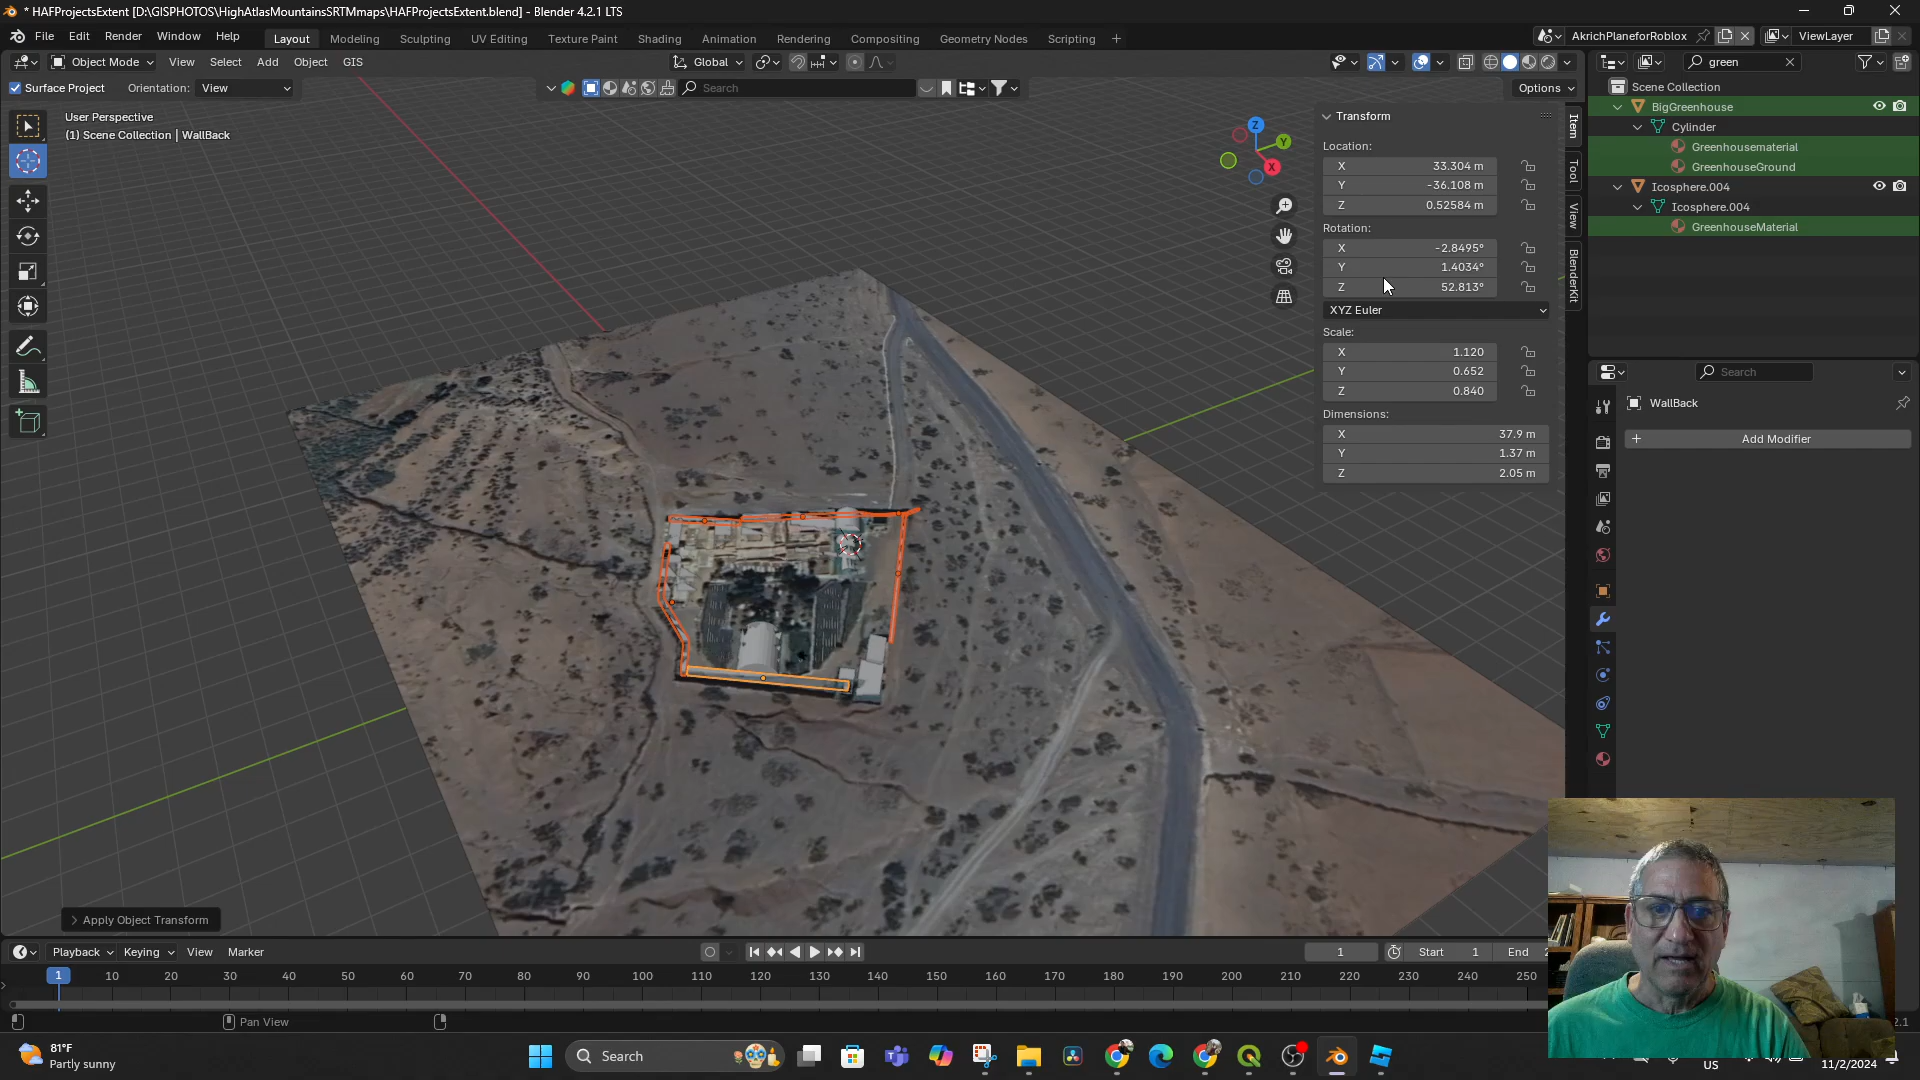 * HAFProjectsExtent [D:\GISPHOTOS\HighAtlasMountainsSRTMmaps\HAFProjectsExtent.blend] - Blender 4.2.1 LTS
File Edit Render Window Help Layout Modeling Sculpting UV Editing Texture Paint Shading Animation Rendering Compositing Geometry Nodes Scripting + AkrichPlaneforRoblox ViewLayer
Object Mode View Select Add Object GIS Global green
Surface Project Orientation: View Search Options
Scene Collection
BigGreenhouse
Cylinder
Greenhousematerial
GreenhouseGround
Icosphere.004
Icosphere.004
GreenhouseMaterial
User Perspective
(1) Scene Collection | WallBack
Z
Y
X
Transform
Location:
X 33.304 m
Y -36.108 m
Z 0.52584 m
Rotation:
X -2.8495°
Y 1.4034°
Z 52.813°
XYZ Euler
Scale:
X 1.120
Y 0.652
Z 0.840
Dimensions:
X 37.9 m
Y 1.37 m
Z 2.05 m
Item
Tool
View
BlenderKit
Search
WallBack
+ Add Modifier
> Apply Object Transform
Playback Keying View Marker 1 Start 1 End
1 10 20 30 40 50 60 70 80 90 100 110 120 130 140 150 160 170 180 190 200 210 220 230 240 250
Pan View
81°F
Partly sunny
Search
US
11/2/2024